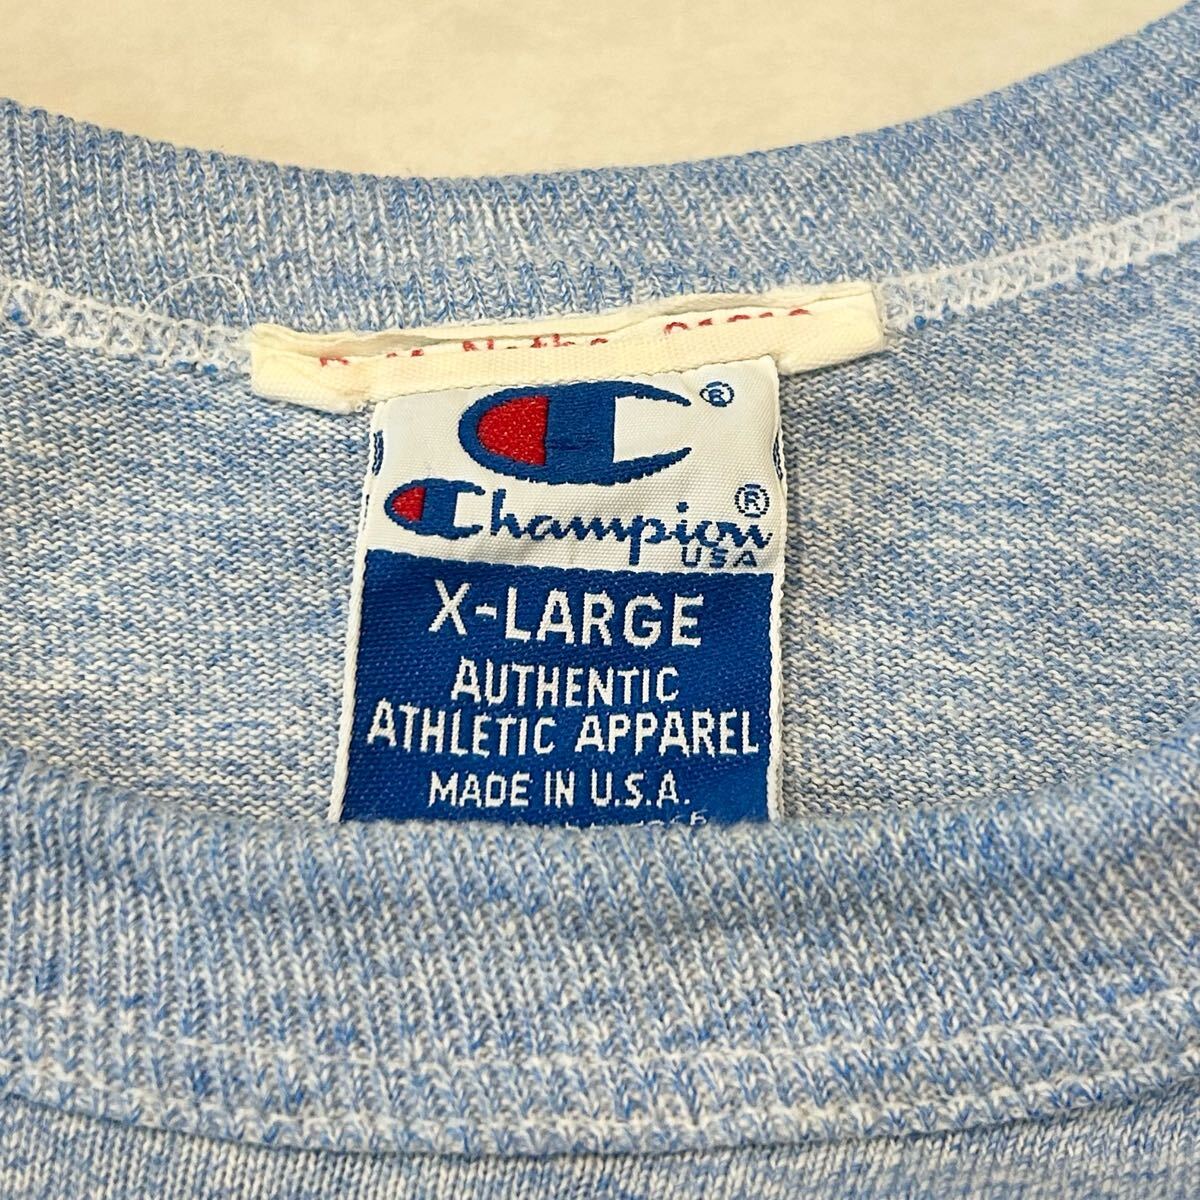 ®
Champion ®
USA
X-LARGE
AUTHENTIC
ATHLETIC APPAREL
MADE IN U.S.A.